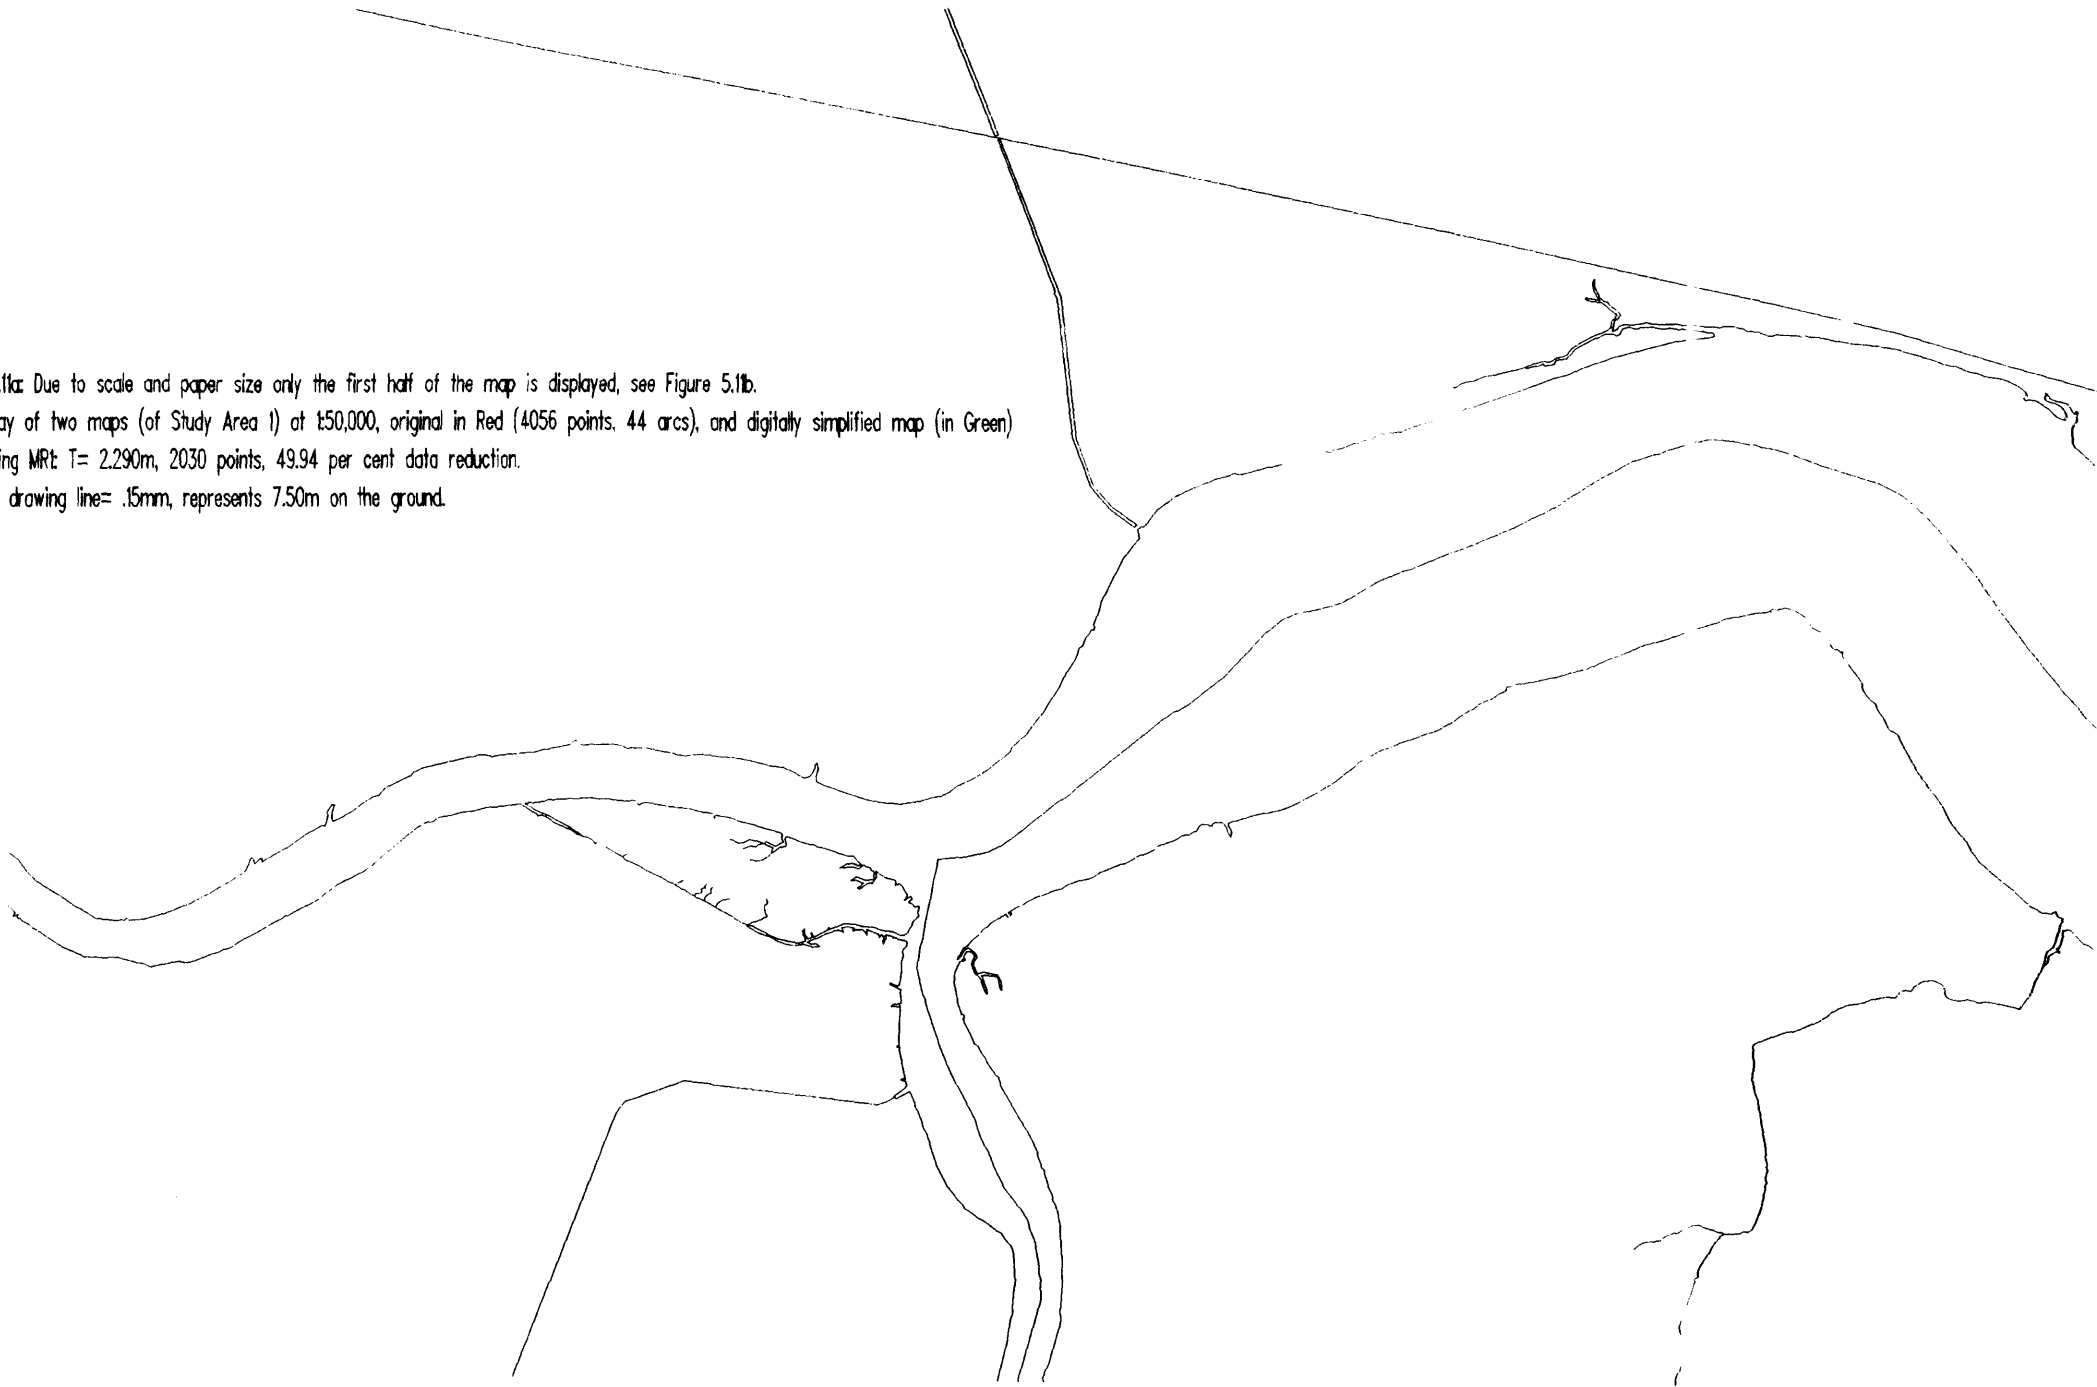 .11a: Due to scale and paper size only the first half of the map is displayed, see Figure 5.11b.
ay of two maps (of Study Area 1) at 1:50,000, original in Red (4056 points, 44 arcs), and digitally simplified map (in Green)
ing MR1: T= 2.290m, 2030 points, 49.94 per cent data reduction.
drawing line= .15mm, represents 7.50m on the ground.